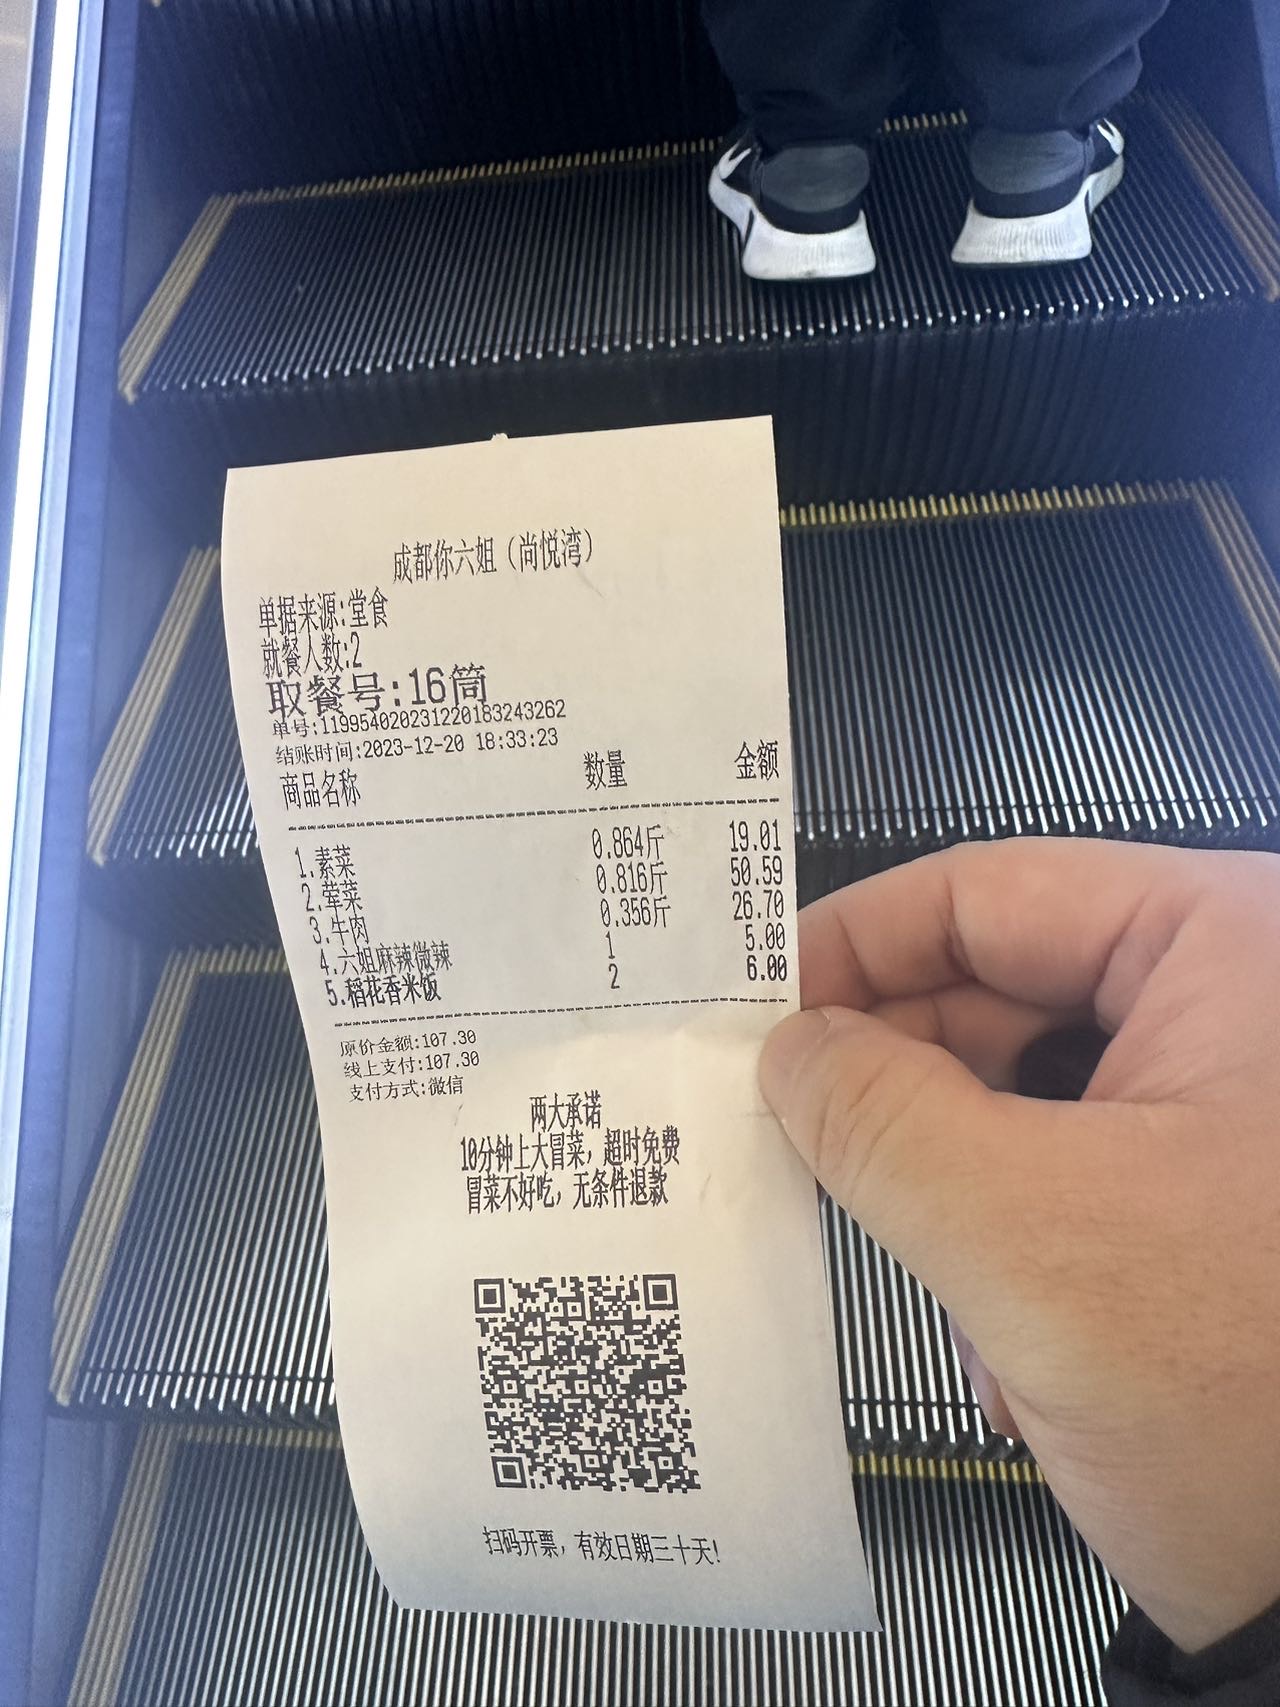 成都你六姐（尚悦湾）
单据来源:堂食
就餐人数:2
取餐号:16筒
单号:11995402023122018324​3262
结账时间:2023-12-20 18:33:23
商品名称 数量 金额
1.素菜 0.864斤 19.01
2.荤菜 0.816斤 50.59
3.牛肉 0.356斤 26.70
4.六姐麻辣微辣 1 5.00
5.稻花香米饭 2 6.00
原价金额:107.30
线上支付:107.30
支付方式:微信
两大承诺
10分钟上大冒菜，超时免费
冒菜不好吃，无条件退款
扫码开票，有效日期三十天!